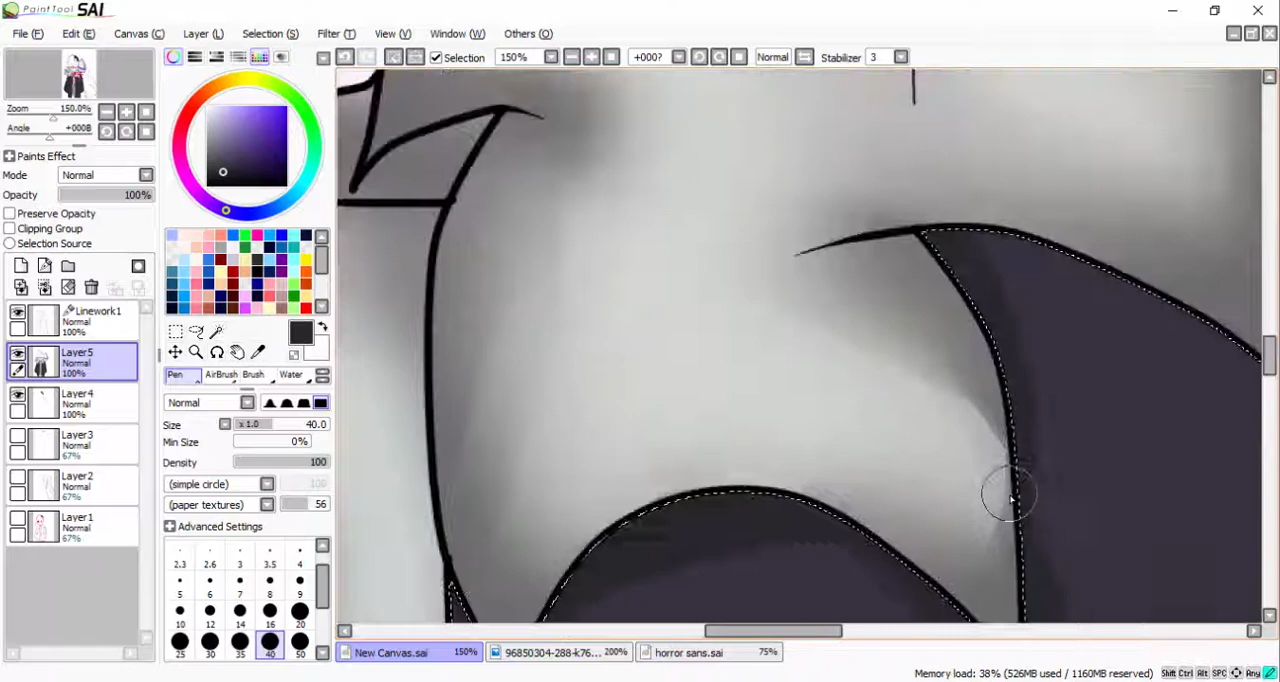 PaintTool SAI
File (F) Edit (E) Canvas (C) Layer (L) Selection (S) Filter (T) View (V) Window (W) Others (O)
Selection 150% +000? Normal Stabilizer 3
Zoom 150.0%
Angle +000B
Paints Effect
Mode Normal
Opacity 100%
Preserve Opacity
Clipping Group
Selection Source
Linework1
Normal
100%
Layer5
Normal
100%
Layer4
Normal
100%
Layer3
Normal
67%
Layer2
Normal
67%
Layer1
Normal
67%
Pen AirBrush Brush Water
Normal
Size x 1.0 40.0
Min Size 0%
Density 100
(simple circle) 100
(paper textures) 56
Advanced Settings
2.3 2.6 3 3.5 4
5 6 7 8 9
10 12 14 16 20
25 30 35 40 50
New Canvas.sai 150% 96850304-288-k76... 200% horror sans.sai 75%
Memory load: 38% (526MB used / 1160MB reserved) Shift Ctrl Alt SPC Any